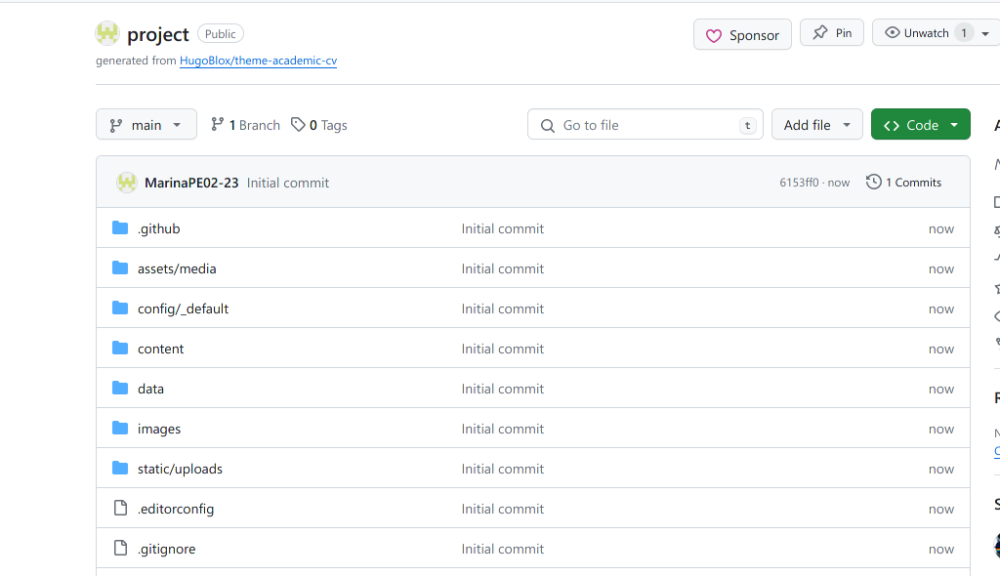 project Public Sponsor Pin Unwatch 1
generated from HugoBlox/theme-academic-cv
main 1 Branch 0 Tags Go to file t Add file Code
MarinaPE02-23 Initial commit 6153ff0 · now 1 Commits
.github Initial commit now
assets/media Initial commit now
config/_default Initial commit now
content Initial commit now
data Initial commit now
images Initial commit now
static/uploads Initial commit now
.editorconfig Initial commit now
.gitignore Initial commit now